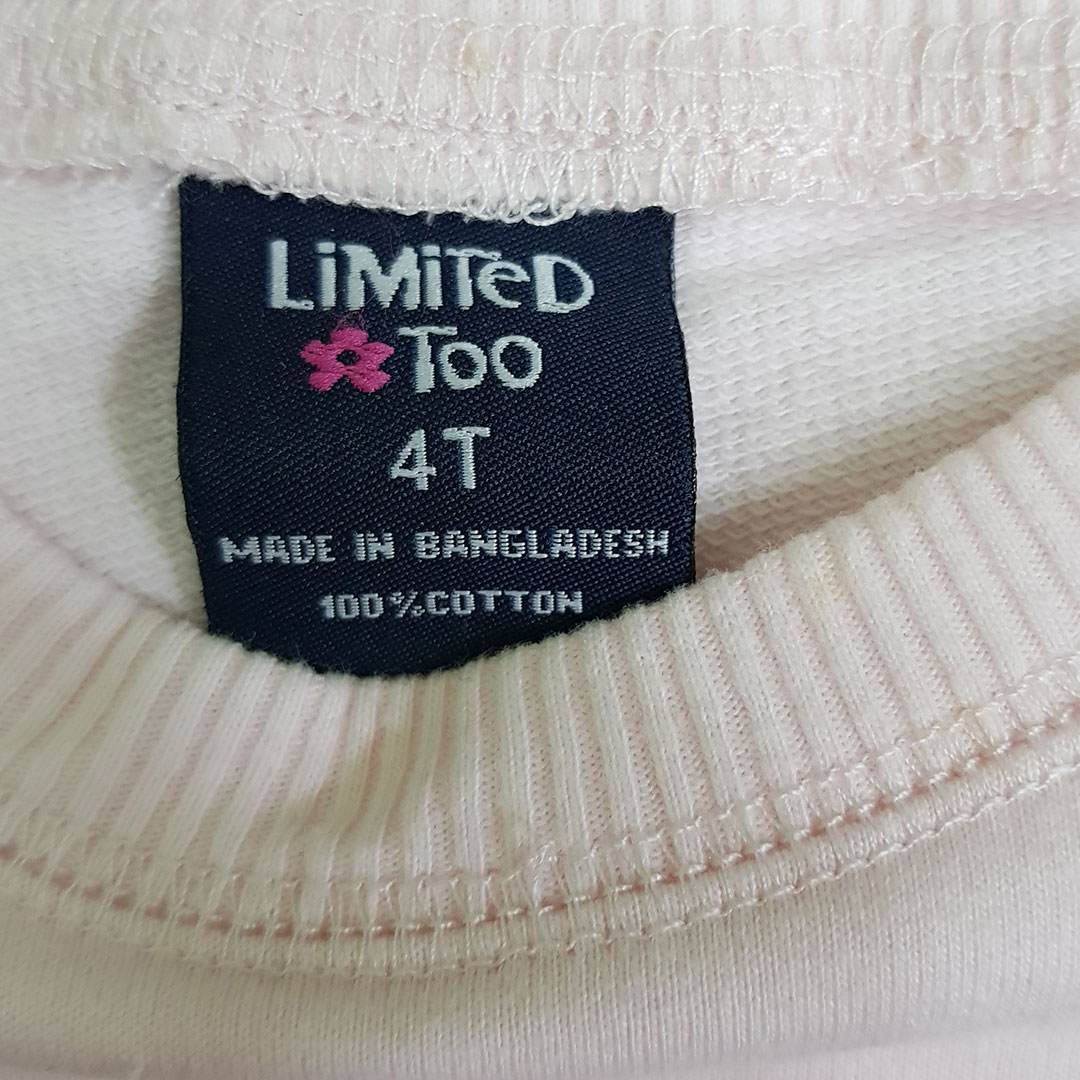 LiMiTeD
Too
4T
MADE IN BANGLADESH
100%COTTON